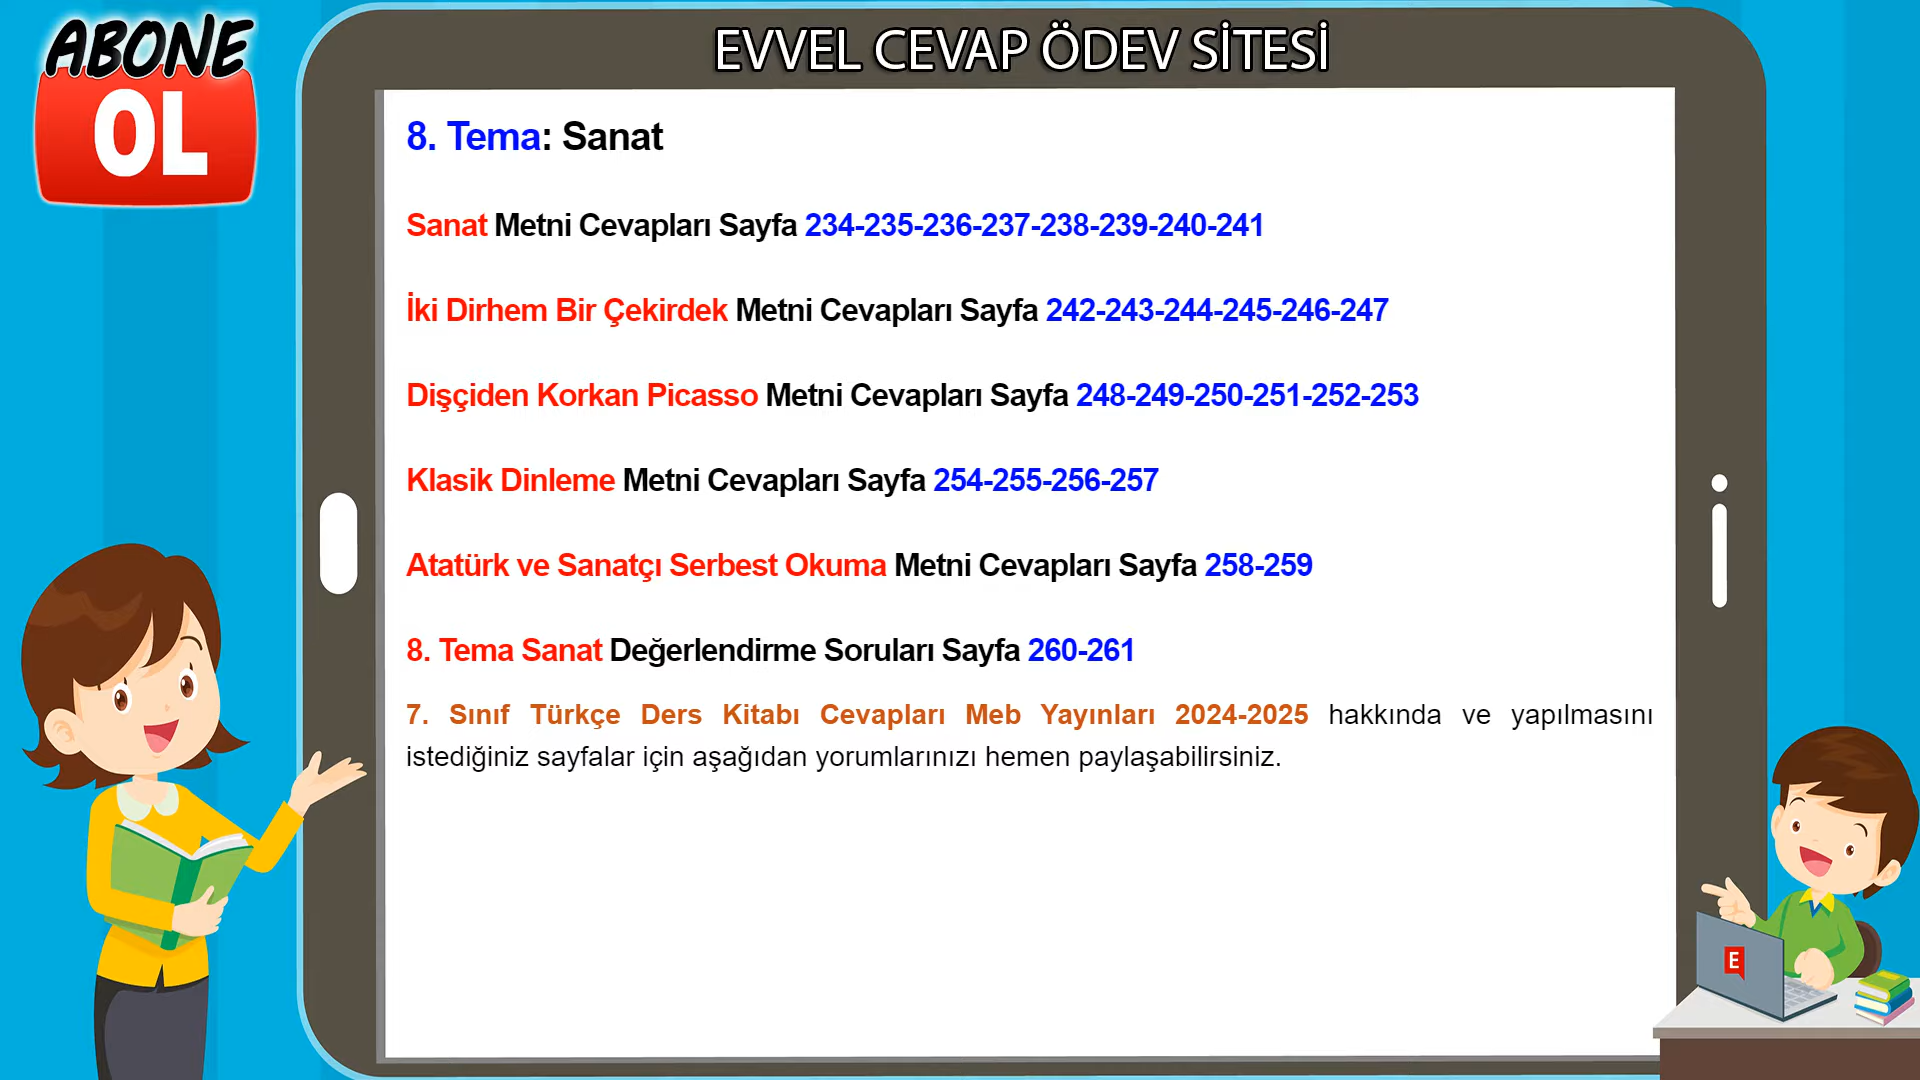 ABONE
OL
EVVEL CEVAP ÖDEV SİTESİ
8. Tema: Sanat
Sanat Metni Cevapları Sayfa 234-235-236-237-238-239-240-241
İki Dirhem Bir Çekirdek Metni Cevapları Sayfa 242-243-244-245-246-247
Dişçiden Korkan Picasso Metni Cevapları Sayfa 248-249-250-251-252-253
Klasik Dinleme Metni Cevapları Sayfa 254-255-256-257
Atatürk ve Sanatçı Serbest Okuma Metni Cevapları Sayfa 258-259
8. Tema Sanat Değerlendirme Soruları Sayfa 260-261
7. Sınıf Türkçe Ders Kitabı Cevapları Meb Yayınları 2024-2025 hakkında ve yapılmasını
istediğiniz sayfalar için aşağıdan yorumlarınızı hemen paylaşabilirsiniz.
E